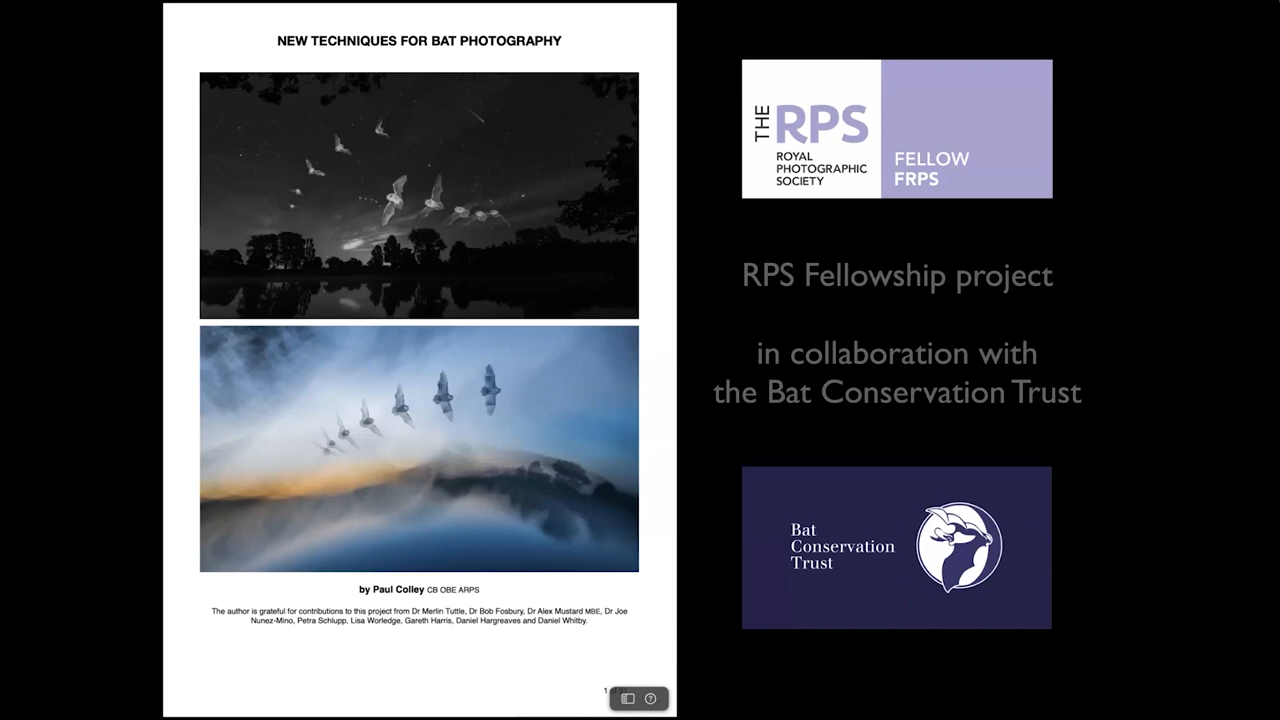 NEW TECHNIQUES FOR BAT PHOTOGRAPHY
by Paul Colley CB OBE ARPS
The author is grateful for contributions to this project from Dr Merlin Tuttle, Dr Bob Fosbury, Dr Alex Mustard MBE, Dr Joe
Nunez-Mino, Petra Schlupp, Lisa Worledge, Gareth Harris, Daniel Hargreaves and Daniel Whitby.
1
THE RPS
ROYAL
PHOTOGRAPHIC
SOCIETY
FELLOW
FRPS
RPS Fellowship project
in collaboration with
the Bat Conservation Trust
Bat
Conservation
Trust